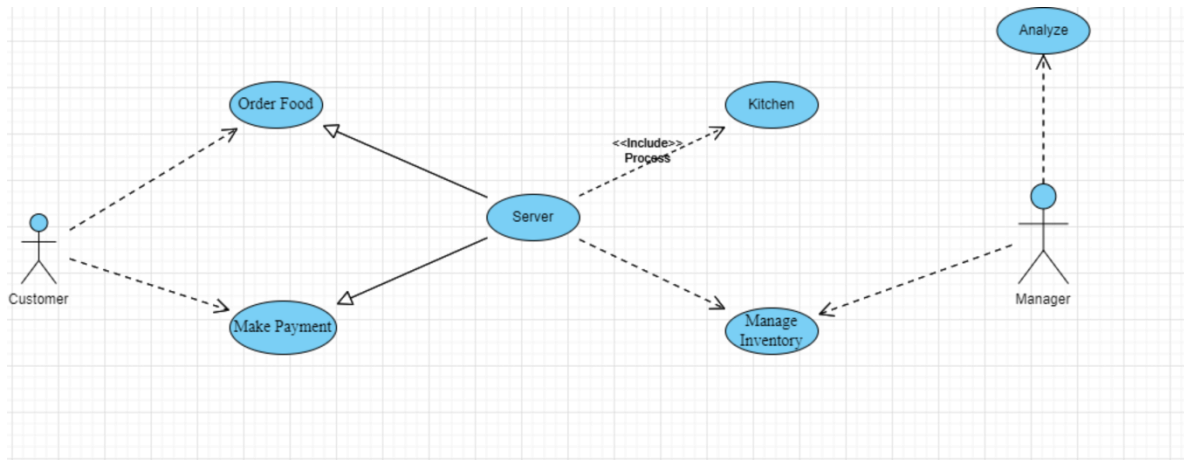 Analyze
Order Food
Kitchen
<<Include>>
Process
Server
Customer
Manager
Make Payment
Manage
Inventory